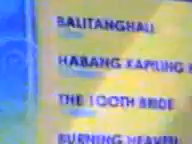 BALITANGHALI
HABANG KAPILING K
THE 100TH BRIDE
BURNING HEAVEN